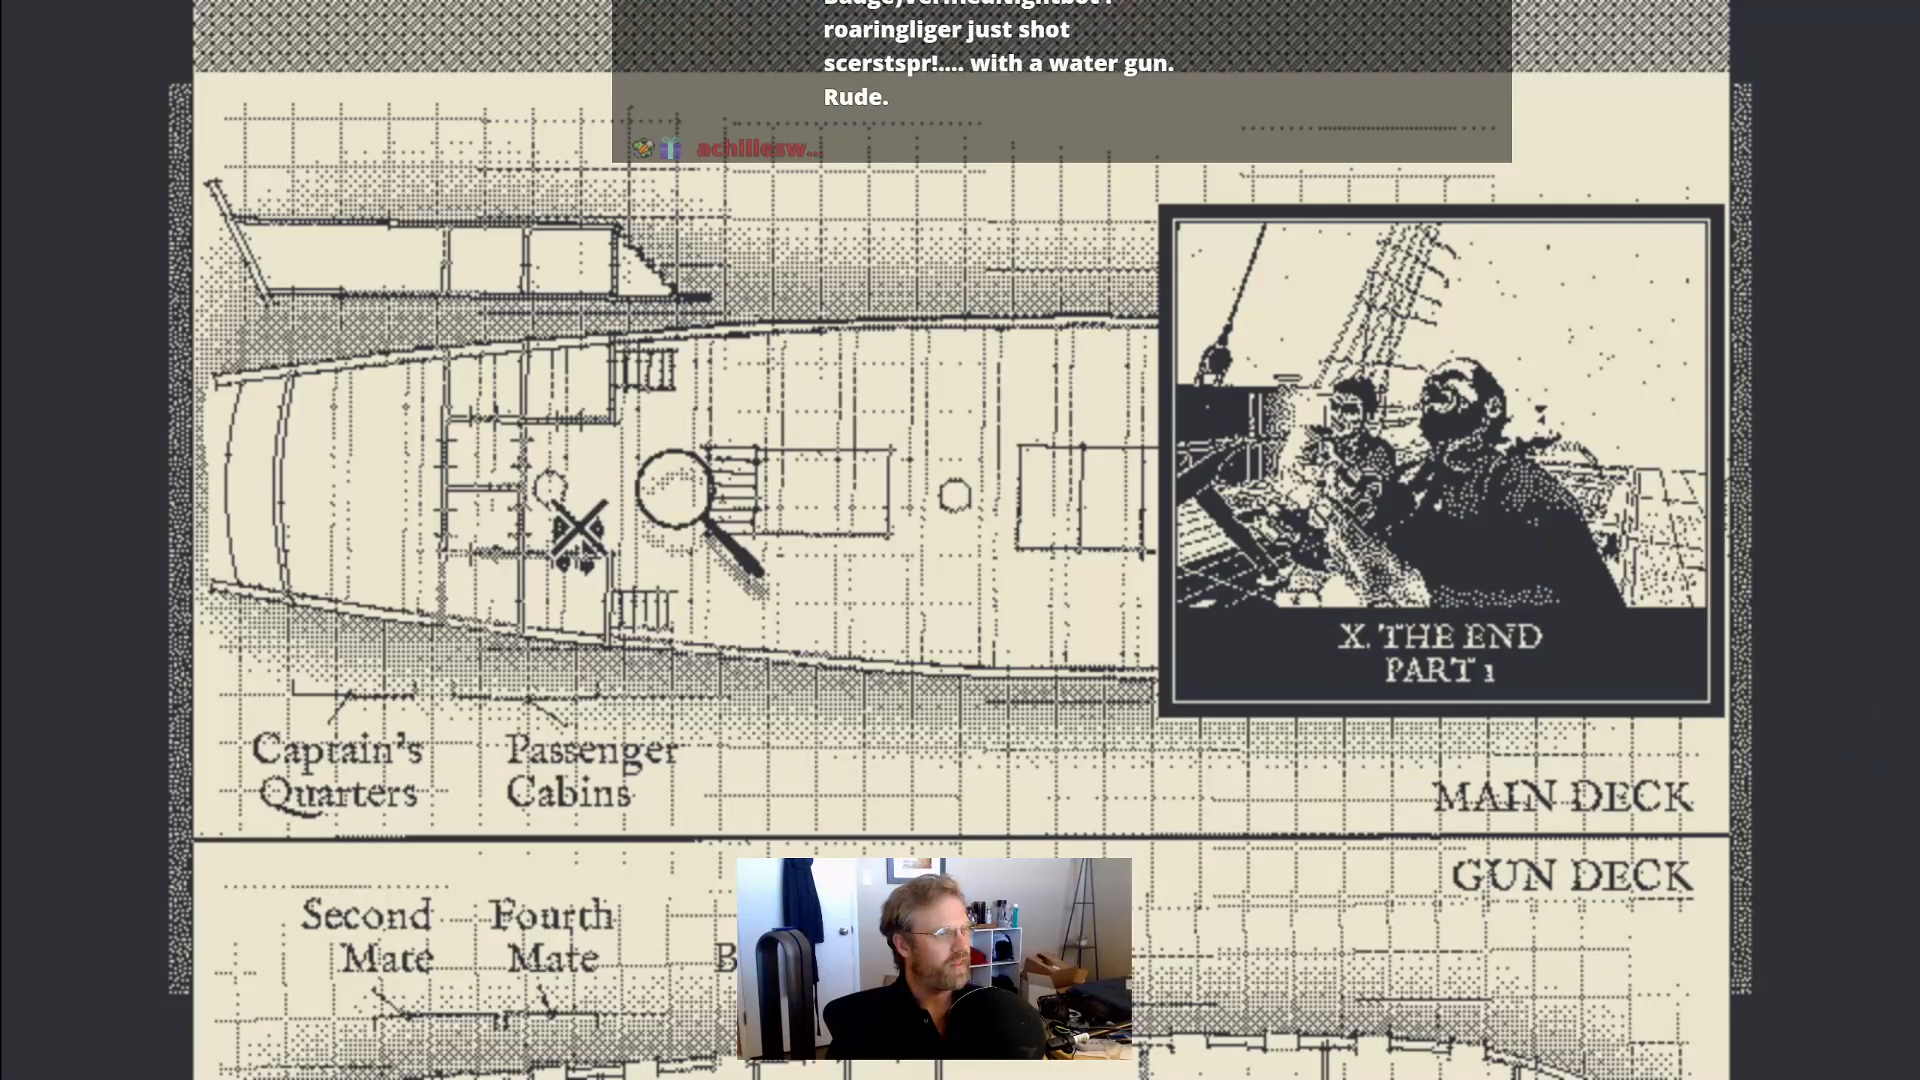 roaringliger just shot
scerstspr!.... with a water gun.
Rude.
achillesw...
X. THE END
PART 1
Captain's
Quarters
Passenger
Cabins
MAIN DECK
GUN DECK
Second
Mate
Fourth
Mate
B